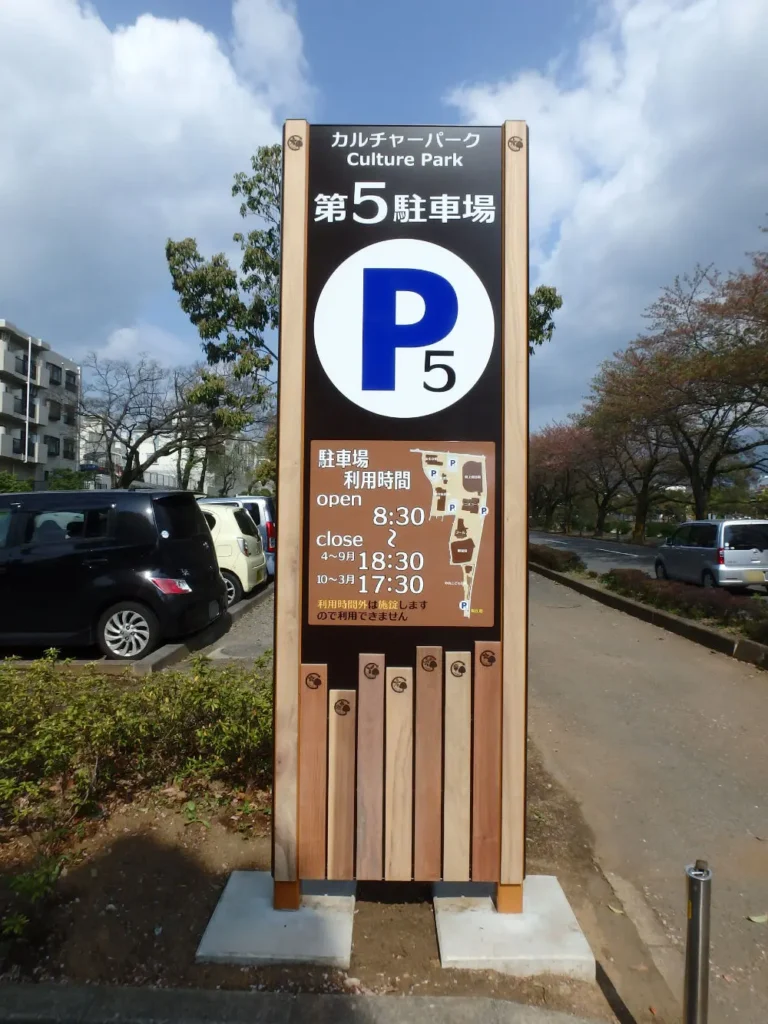 カルチャーパーク
Culture Park
第5駐車場
P5
駐車場
利用時間
open
8:30
close 〜
4〜9月 18:30
10〜3月 17:30
利用時間外は施錠します
ので利用できません
P
P
P
P
P
P